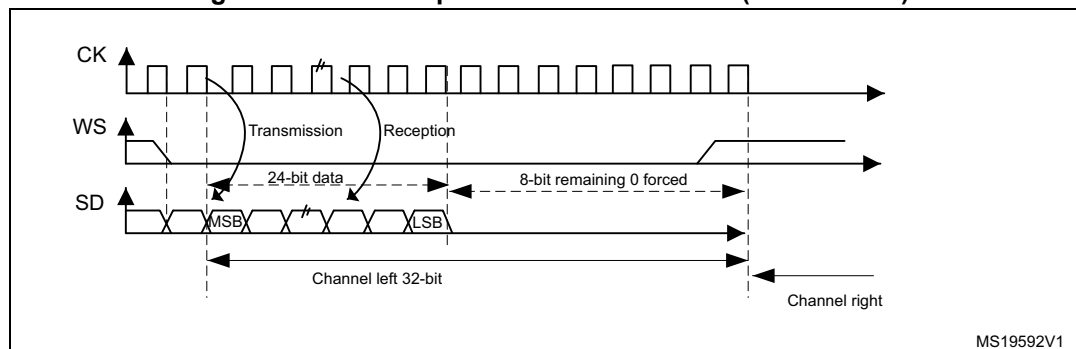 CK
WS
Transmission
Reception
24-bit data
8-bit remaining 0 forced
SD
MSB
LSB
Channel left 32-bit
Channel right
MS19592V1